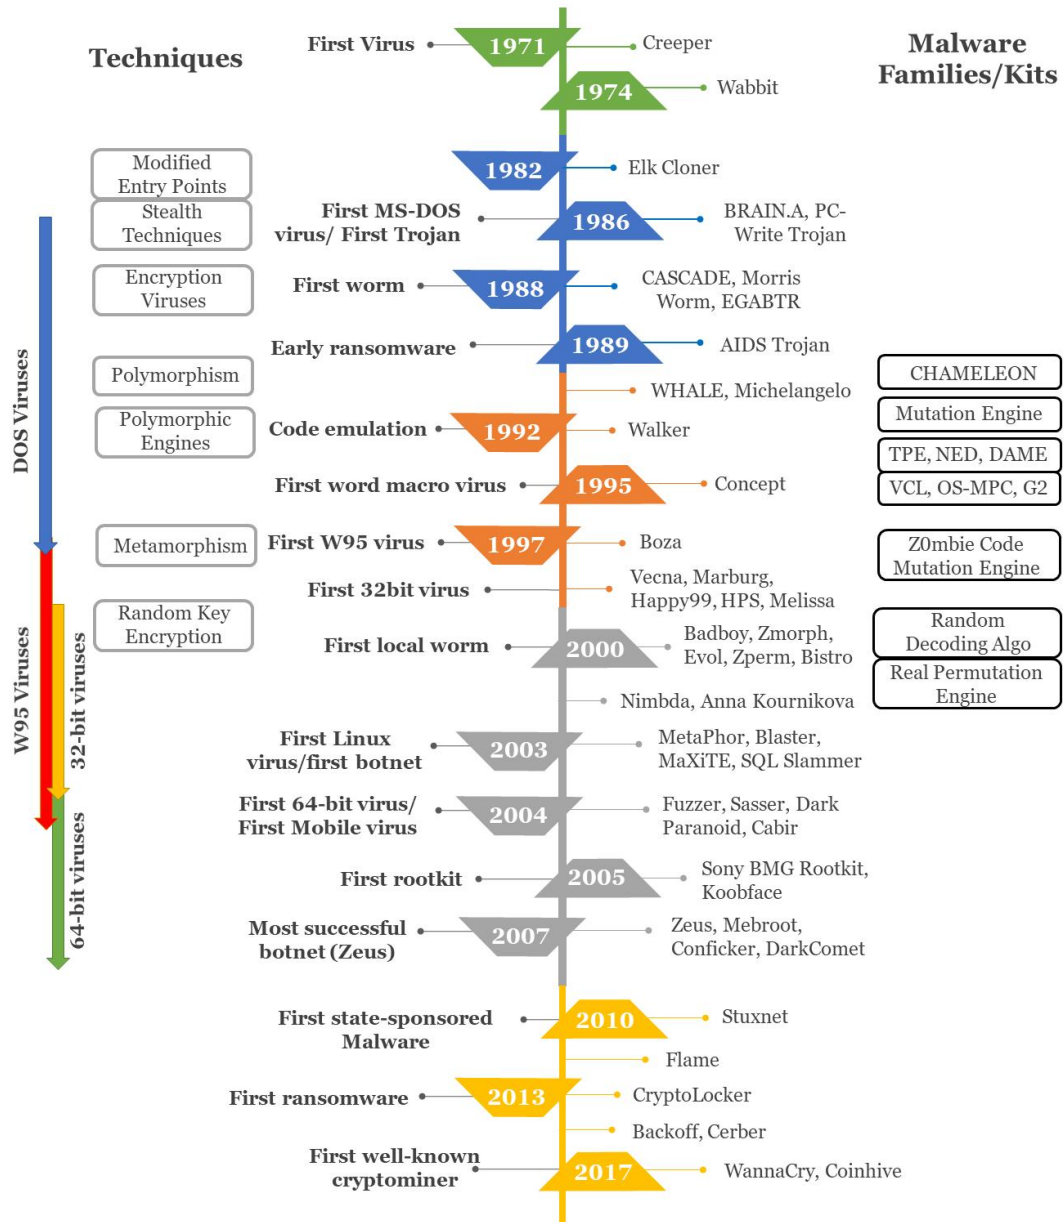 Techniques
Malware
Families/Kits
First Virus
1971
Creeper
1974
Wabbit
Modified
Entry Points
1982
Elk Cloner
Stealth
Techniques
First MS-DOS
virus/ First Trojan
1986
BRAIN.A, PC-
Write Trojan
Encryption
Viruses
First worm
1988
CASCADE, Morris
Worm, EGABTR
Early ransomware
1989
AIDS Trojan
Polymorphism
WHALE, Michelangelo
CHAMELEON
Polymorphic
Engines
Code emulation
1992
Walker
Mutation Engine
TPE, NED, DAME
First word macro virus
1995
Concept
VCL, OS-MPC, G2
Metamorphism
First W95 virus
1997
Boza
Z0mbie Code
Mutation Engine
First 32bit virus
Vecna, Marburg,
Happy99, HPS, Melissa
Random Key
Encryption
First local worm
2000
Badboy, Zmorph,
Evol, Zperm, Bistro
Random
Decoding Algo
Real Permutation
Engine
Nimbda, Anna Kournikova
First Linux
virus/first botnet
2003
MetaPhor, Blaster,
MaXiTE, SQL Slammer
First 64-bit virus/
First Mobile virus
2004
Fuzzer, Sasser, Dark
Paranoid, Cabir
First rootkit
2005
Sony BMG Rootkit,
Koobface
Most successful
botnet (Zeus)
2007
Zeus, Mebroot,
Conficker, DarkComet
First state-sponsored
Malware
2010
Stuxnet
Flame
First ransomware
2013
CryptoLocker
Backoff, Cerber
First well-known
cryptominer
2017
WannaCry, Coinhive
DOS Viruses
W95 Viruses
32-bit viruses
64-bit viruses